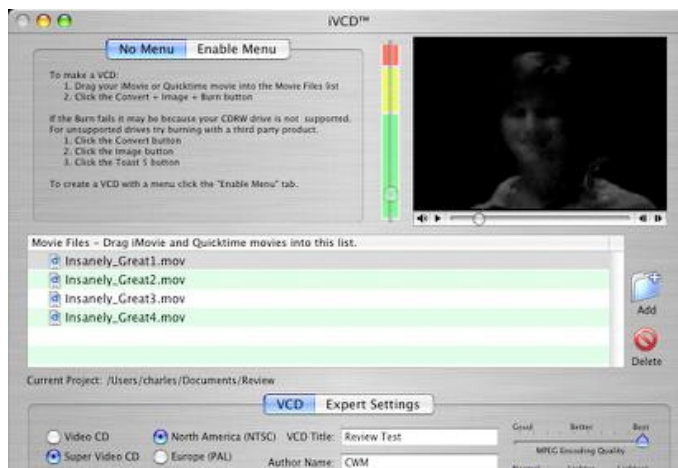 iVCD™
No Menu Enable Menu
To make a VCD:
1. Drag your iMovie or Quicktime movie into the Movie Files list
2. Click the Convert + Image + Burn button
If the Burn fails it may be because your CDRW drive is not supported.
For unsupported drives try burning with a third party product.
1. Click the Convert button
2. Click the Image button
3. Click the Toast 5 button
To create a VCD with a menu click the "Enable Menu" tab.
Movie Files - Drag iMovie and Quicktime movies into this list.
Insanely_Great1.mov
Insanely_Great2.mov
Insanely_Great3.mov
Insanely_Great4.mov
Add
Delete
Current Project: /Users/charles/Documents/Review
VCD Expert Settings
Good Better Best
Video CD North America (NTSC) VCD Title: Review Test
MPEG Encoding Quality
Super Video CD Europe (PAL) Author Name: CWM